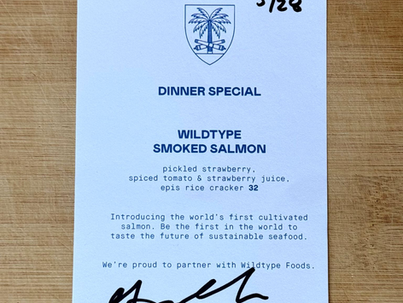 5/28
DINNER SPECIAL
WILDTYPE
SMOKED SALMON
pickled strawberry,
spiced tomato & strawberry juice,
epis rice cracker 32
Introducing the world's first cultivated
salmon. Be the first in the world to
taste the future of sustainable seafood.
We're proud to partner with Wildtype Foods.